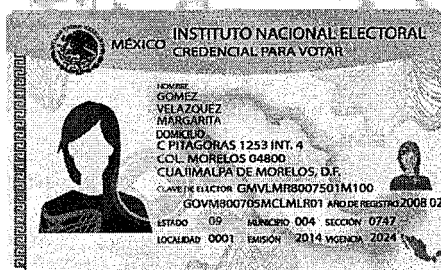 MÉXICO INSTITUTO NACIONAL ELECTORAL
CREDENCIAL PARA VOTAR
NOMBRE
GOMEZ
VELAZQUEZ
MARGARITA
DOMICILIO
C PITAGORAS 1253 INT. 4
COL. MORELOS 04800
CUAJIMALPA DE MORELOS, D.F.
CLAVE DE ELECTOR GMVLMR8007501M100
GOVM800705MCLMLR01 AÑO DE REGISTRO 2008 02
ESTADO 09 MUNICIPIO 004 SECCIÓN 0747
LOCALIDAD 0001 EMISIÓN 2014 VIGENCIA 2024